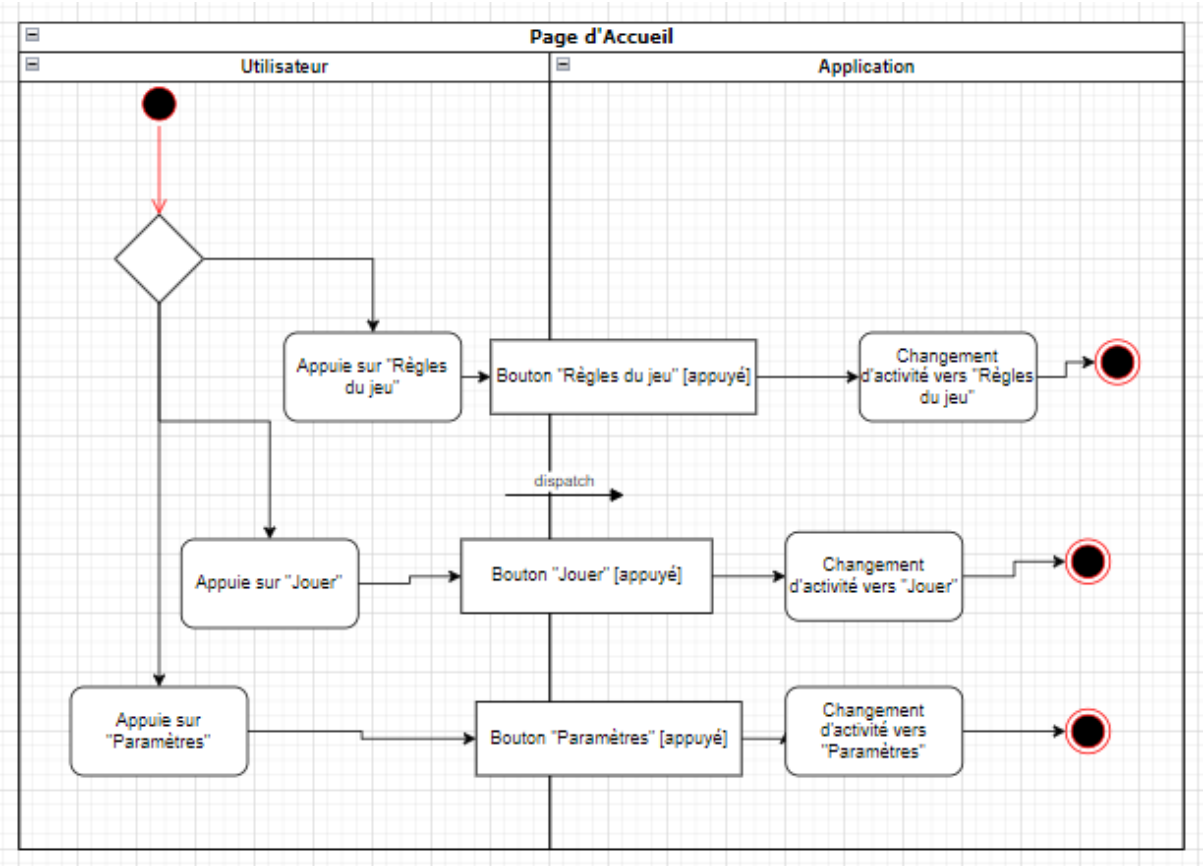 Page d'Accueil
Utilisateur
Application
Appuie sur "Règles
du jeu"
Bouton "Règles du jeu" [appuyé]
Changement
d'activité vers "Règles
du jeu"
dispatch
Appuie sur "Jouer"
Bouton "Jouer" [appuyé]
Changement
d'activité vers "Jouer"
Appuie sur
"Paramètres"
Bouton "Paramètres" [appuyé]
Changement
d'activité vers
"Paramètres"